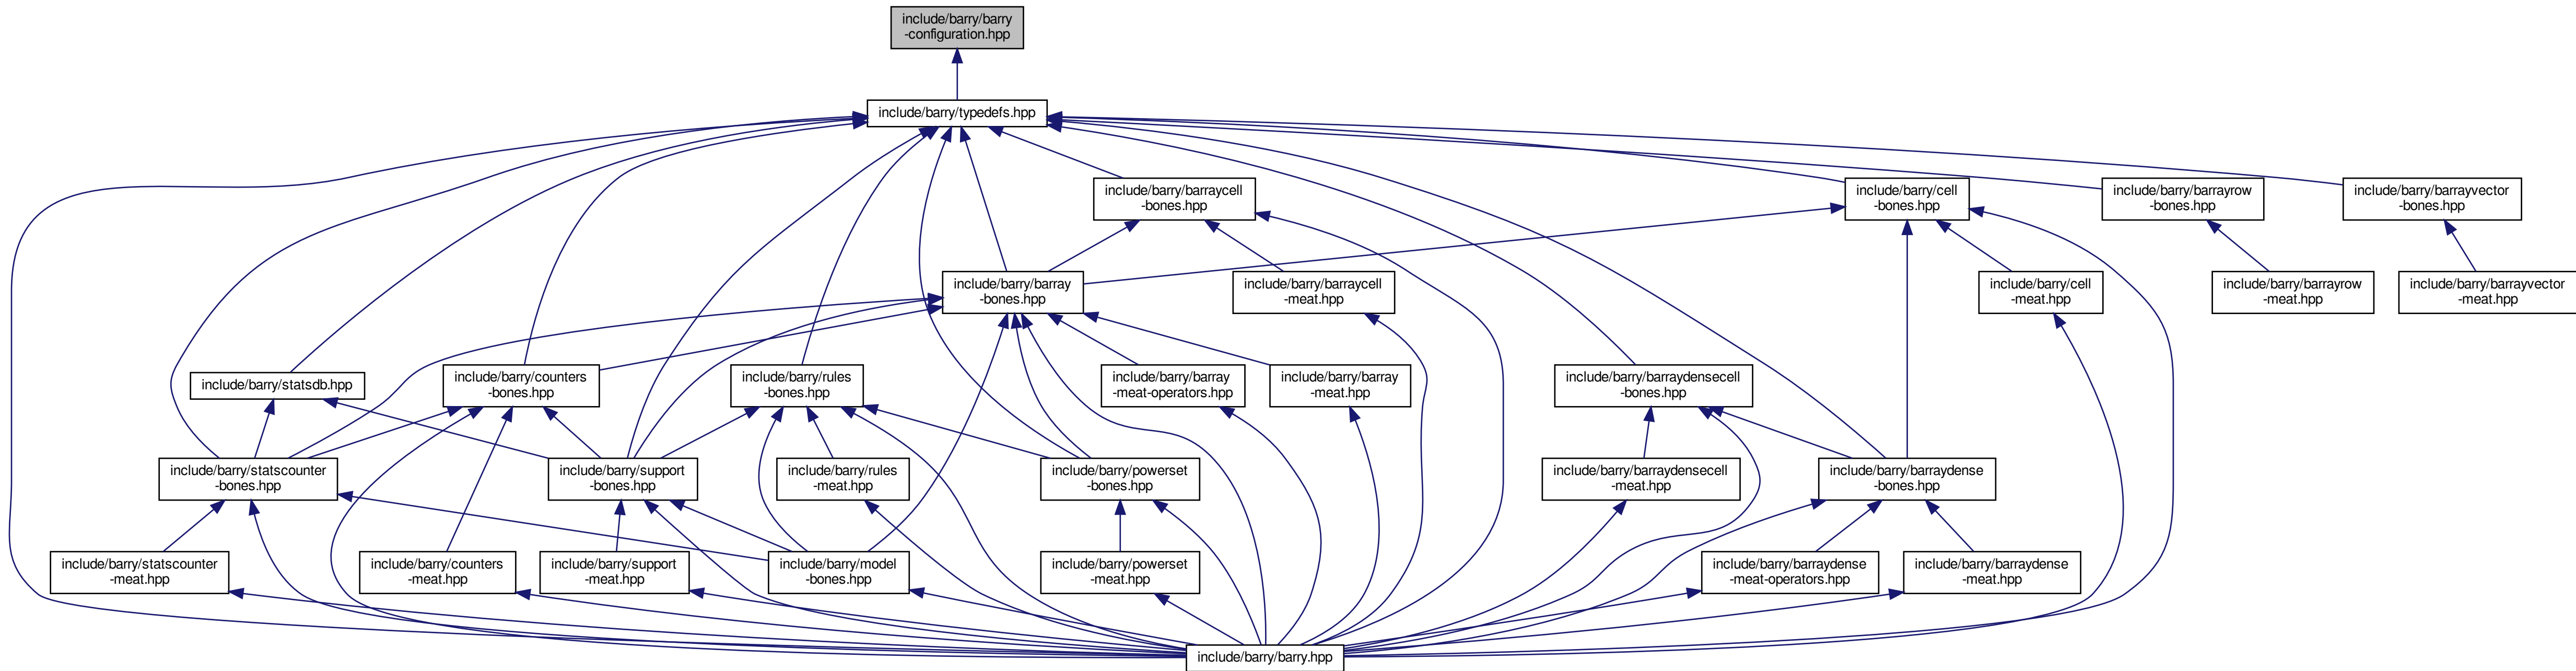 include/barry/barry
-configuration.hpp
include/barry/typedefs.hpp
include/barry/barraycell
-bones.hpp
include/barry/cell
-bones.hpp
include/barry/barrayrow
-bones.hpp
include/barry/barrayvector
-bones.hpp
include/barry/barray
-bones.hpp
include/barry/barraycell
-meat.hpp
include/barry/cell
-meat.hpp
include/barry/barrayrow
-meat.hpp
include/barry/barrayvector
-meat.hpp
include/barry/statsdb.hpp
include/barry/counters
-bones.hpp
include/barry/rules
-bones.hpp
include/barry/barray
-meat-operators.hpp
include/barry/barray
-meat.hpp
include/barry/barraydensecell
-bones.hpp
include/barry/statscounter
-bones.hpp
include/barry/support
-bones.hpp
include/barry/rules
-meat.hpp
include/barry/powerset
-bones.hpp
include/barry/barraydensecell
-meat.hpp
include/barry/barraydense
-bones.hpp
include/barry/statscounter
-meat.hpp
include/barry/counters
-meat.hpp
include/barry/support
-meat.hpp
include/barry/model
-bones.hpp
include/barry/powerset
-meat.hpp
include/barry/barraydense
-meat-operators.hpp
include/barry/barraydense
-meat.hpp
include/barry/barry.hpp